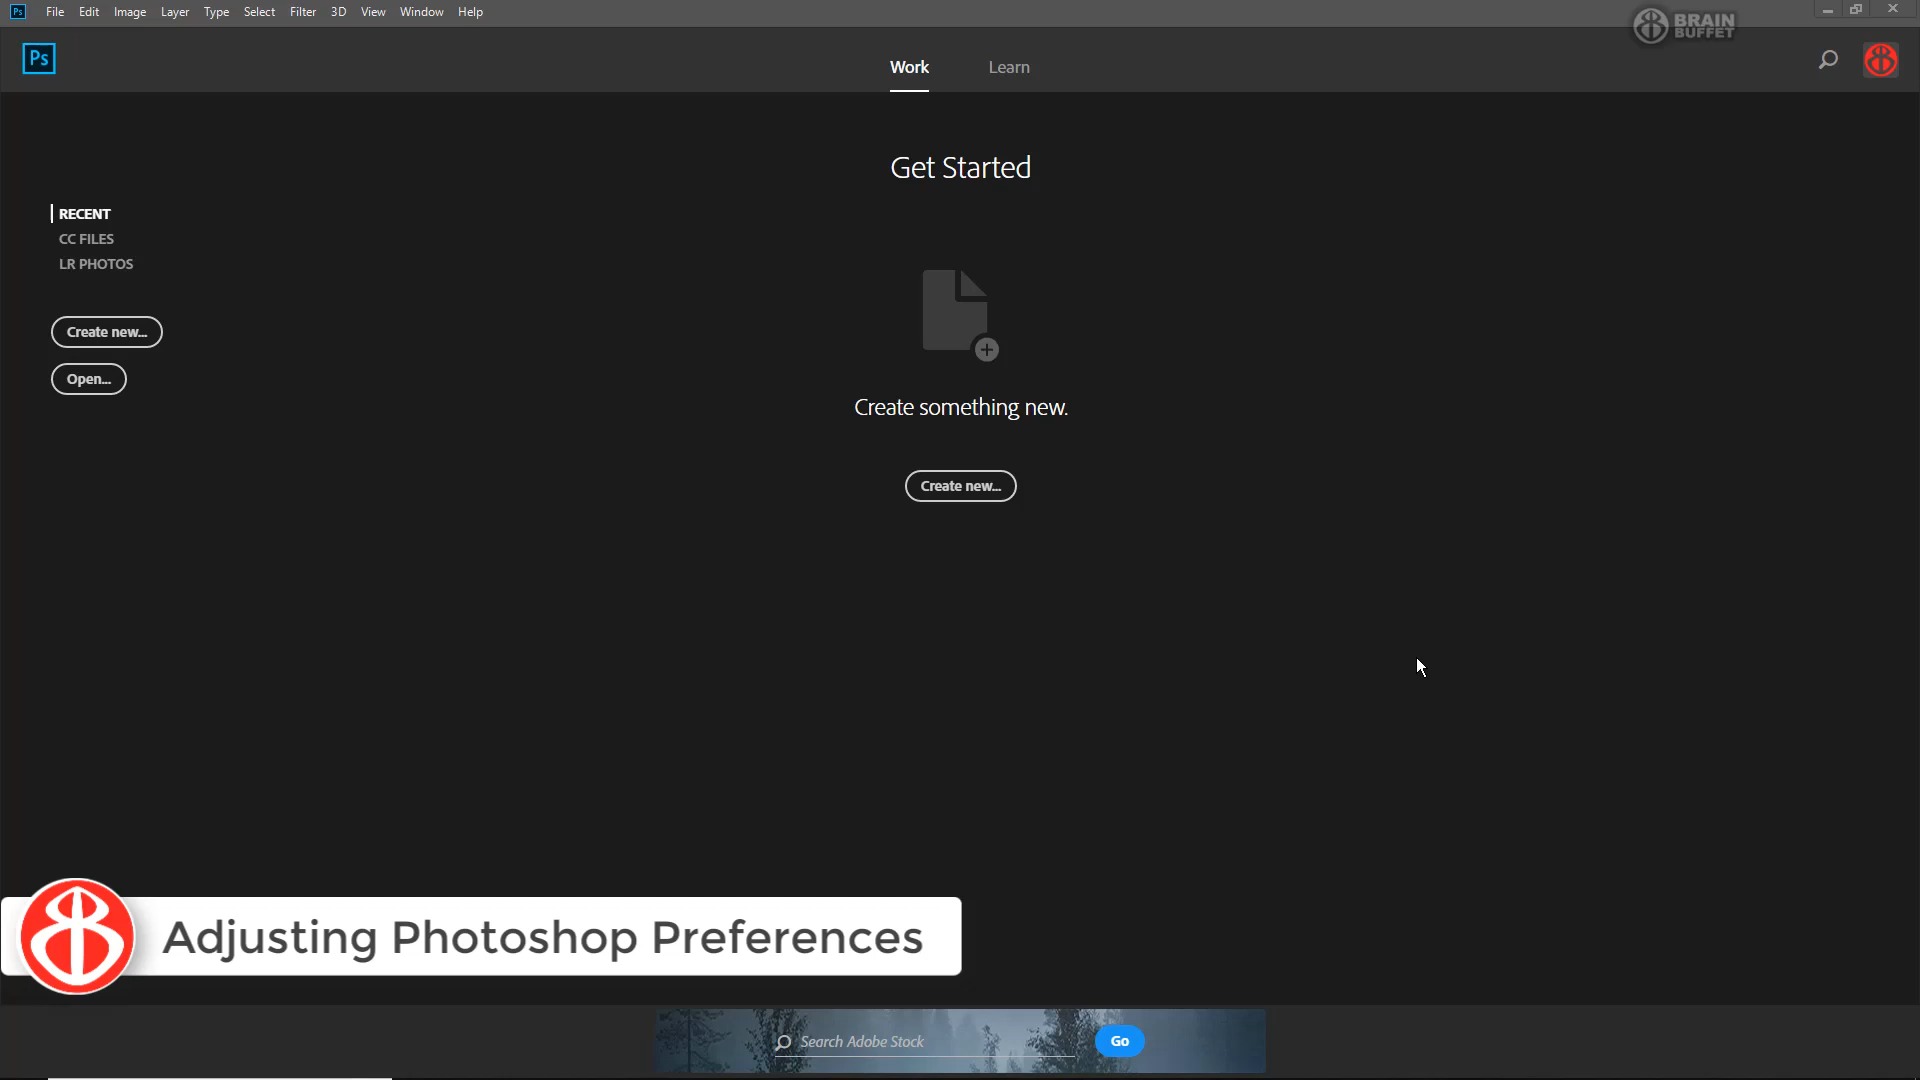 Ps File Edit Image Layer Type Select Filter 3D View Window Help
BRAIN
BUFFET
Ps
Work Learn
Get Started
RECENT
CC FILES
LR PHOTOS
Create new...
Open...
Create something new.
Create new...
Adjusting Photoshop Preferences
Search Adobe Stock
Go